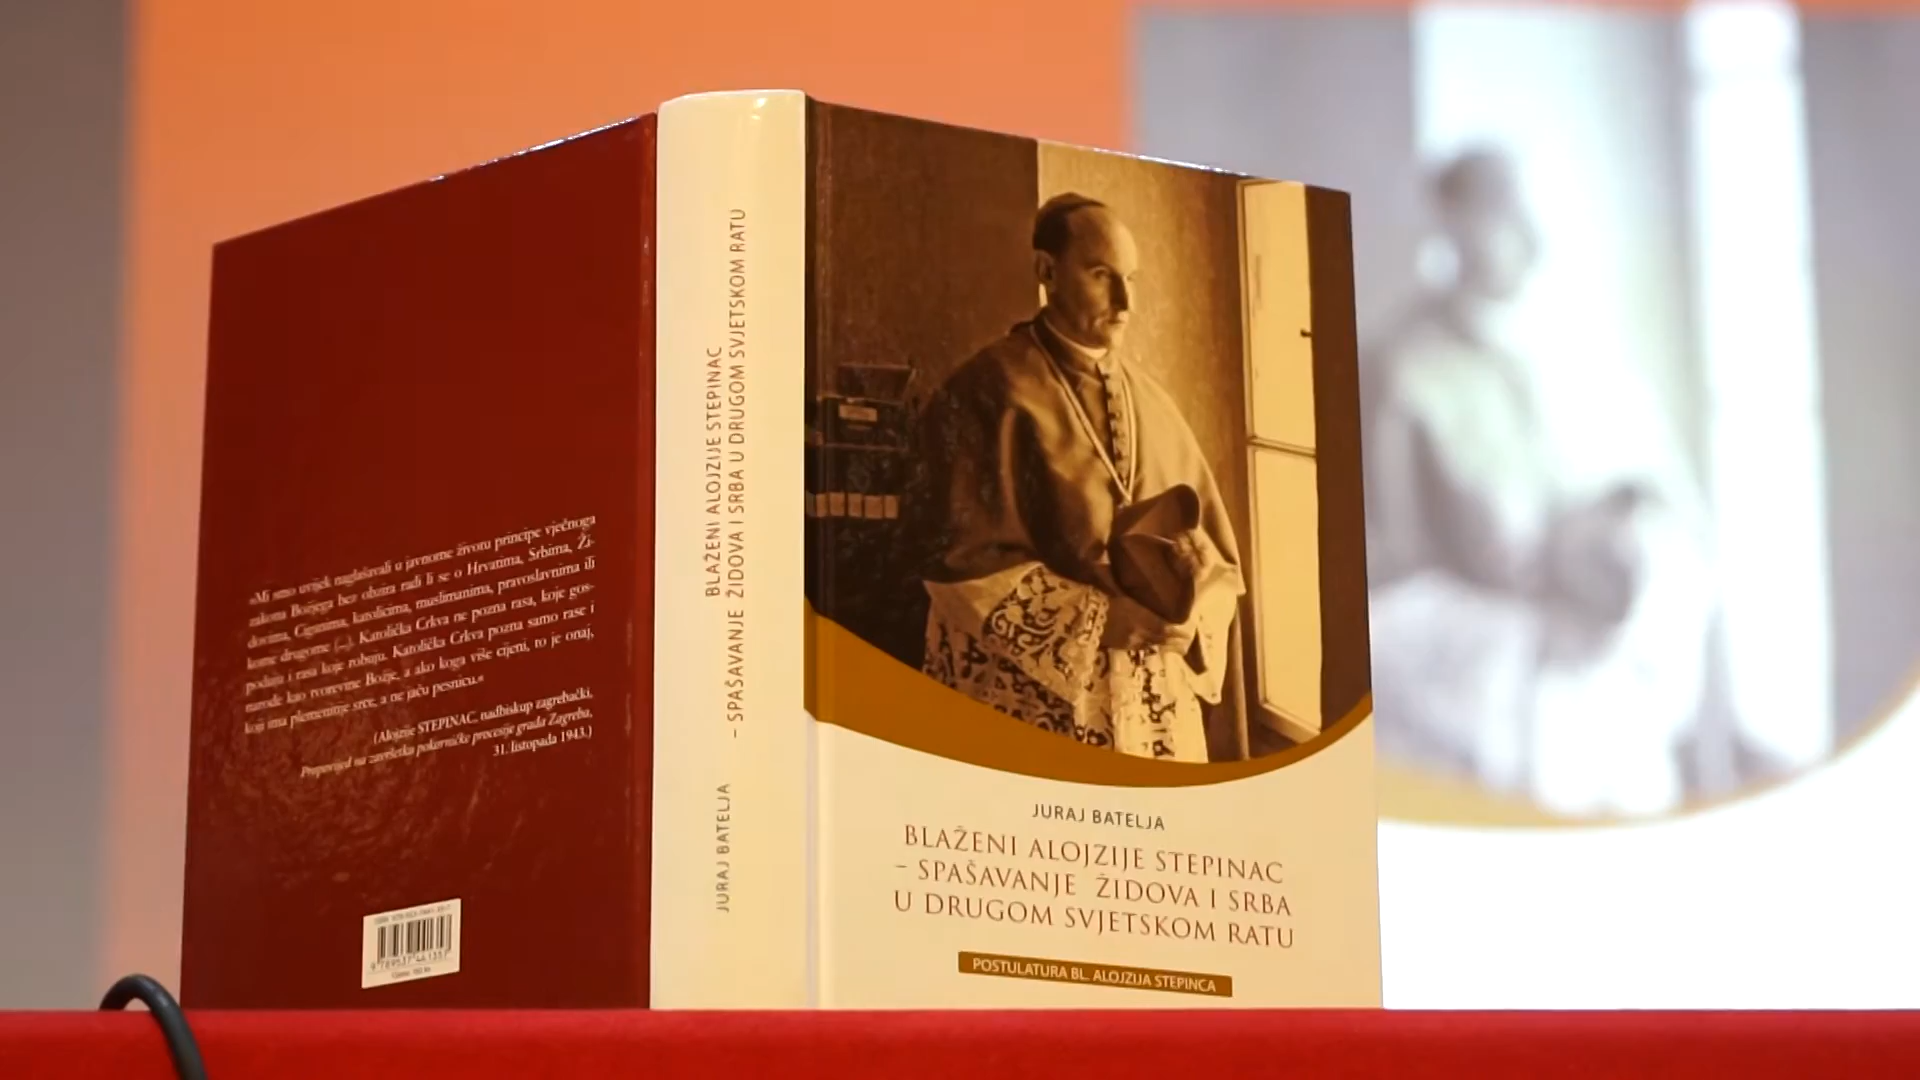 »Mi smo uvijek naglašavali u javnome životu principe vječnoga
zakona Božjega bez obzira radi li se o Hrvatima, Srbima, Ži-
dovima, Ciganima, katolicima, muslimanima, pravoslavnima ili
kome drugome (...). Katolička Crkva ne pozna rasa, koje gos-
poduju i rasa koje robuju. Katolička Crkva pozna samo rase i
narode kao tvorevine Božje, a ako koga više cijeni, to je onaj,
koji ima plemenitije srce, a ne jaču pesnicu.«
(Alojzije STEPINAC, nadbiskup zagrebački,
Propovijed na završetku pokorničke procesije grada Zagreba,
31. listopada 1943.)
9 789537 441357
JURAJ BATELJA
BLAŽENI ALOJZIJE STEPINAC
– SPAŠAVANJE ŽIDOVA I SRBA U DRUGOM SVJETSKOM RATU
JURAJ BATELJA
BLAŽENI ALOJZIJE STEPINAC
– SPAŠAVANJE ŽIDOVA I SRBA
U DRUGOM SVJETSKOM RATU
POSTULATURA BL. ALOJZIJA STEPINCA